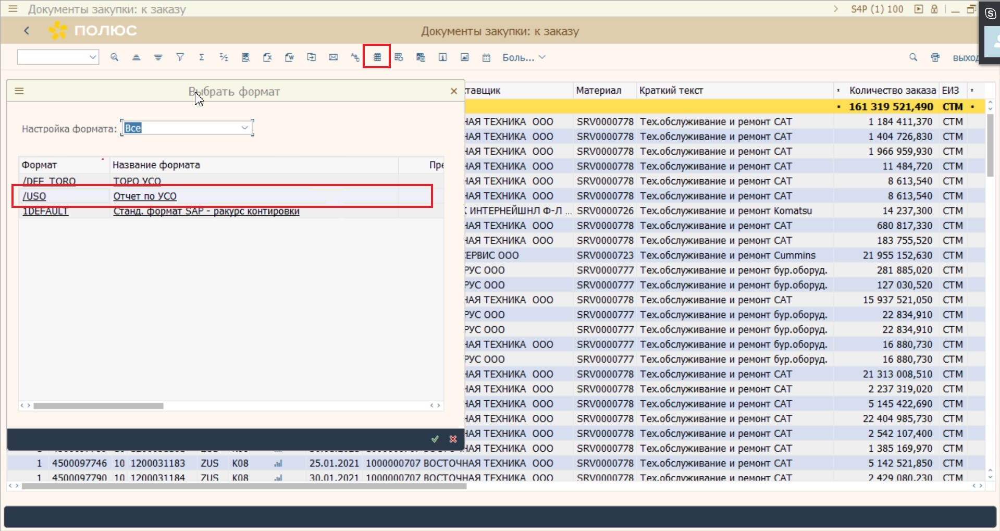 Документы закупки: к заказу
S4P (1) 100
ПОЛЮС
Документы закупки: к заказу
Боль...
выход
Выбрать формат
Настройка формата: Все
Формат Название формата
/DEF_TORO ТОРО УСО
/USO Отчет по УСО
1DEFAULT Станд. формат SAP - ракурс контировки
тавщик Материал Краткий текст Количество заказа ЕИЗ
161 319 521,490 СТМ
НАЯ ТЕХНИКА ООО SRV0000778 Тех.обслуживание и ремонт CAT 1 184 411,370 СТМ
НАЯ ТЕХНИКА ООО SRV0000778 Тех.обслуживание и ремонт CAT 1 404 726,830 СТМ
НАЯ ТЕХНИКА ООО SRV0000778 Тех.обслуживание и ремонт CAT 1 966 959,930 СТМ
НАЯ ТЕХНИКА ООО SRV0000778 Тех.обслуживание и ремонт CAT 11 484,720 СТМ
НАЯ ТЕХНИКА ООО SRV0000778 Тех.обслуживание и ремонт CAT 8 613,540 СТМ
НАЯ ТЕХНИКА ООО SRV0000778 Тех.обслуживание и ремонт CAT 8 613,540 СТМ
К ИНТЕРНЕЙШНЛ Ф-Л ... SRV0000726 Тех.обслуживание и ремонт Komatsu 14 237,300 СТМ
НАЯ ТЕХНИКА ООО SRV0000778 Тех.обслуживание и ремонт CAT 680 817,330 СТМ
НАЯ ТЕХНИКА ООО SRV0000778 Тех.обслуживание и ремонт CAT 183 755,520 СТМ
СЕРВИС ООО SRV0000723 Тех.обслуживание и ремонт Cummins 21 955 152,630 СТМ
РУС ООО SRV0000777 Тех.обслуживание и ремонт бур.оборуд. 281 885,020 СТМ
РУС ООО SRV0000777 Тех.обслуживание и ремонт бур.оборуд. 127 030,520 СТМ
НАЯ ТЕХНИКА ООО SRV0000778 Тех.обслуживание и ремонт CAT 15 937 521,050 СТМ
РУС ООО SRV0000777 Тех.обслуживание и ремонт бур.оборуд. 22 834,910 СТМ
РУС ООО SRV0000777 Тех.обслуживание и ремонт бур.оборуд. 22 834,910 СТМ
НАЯ ТЕХНИКА ООО SRV0000777 Тех.обслуживание и ремонт бур.оборуд. 16 880,730 СТМ
РУС ООО SRV0000777 Тех.обслуживание и ремонт бур.оборуд. 16 880,730 СТМ
НАЯ ТЕХНИКА ООО SRV0000778 Тех.обслуживание и ремонт CAT 21 313 008,510 СТМ
НАЯ ТЕХНИКА ООО SRV0000778 Тех.обслуживание и ремонт CAT 2 237 319,020 СТМ
НАЯ ТЕХНИКА ООО SRV0000778 Тех.обслуживание и ремонт CAT 5 145 422,690 СТМ
НАЯ ТЕХНИКА ООО SRV0000778 Тех.обслуживание и ремонт CAT 22 404 985,730 СТМ
НАЯ ТЕХНИКА ООО SRV0000778 Тех.обслуживание и ремонт CAT 2 542 107,400 СТМ
НАЯ ТЕХНИКА ООО SRV0000778 Тех.обслуживание и ремонт CAT 1 385 169,970 СТМ
1 4500097746 10 1200031183 ZUS K08 25.01.2021 1000000707 ВОСТОЧНАЯ ТЕХНИКА ООО SRV0000778 Тех.обслуживание и ремонт CAT 5 142 521,850 СТМ
1 4500097790 10 1200031184 ZUS K08 30.01.2021 1000000707 ВОСТОЧНАЯ ТЕХНИКА ООО SRV0000778 Тех.обслуживание и ремонт CAT 2 429 080,230 СТМ